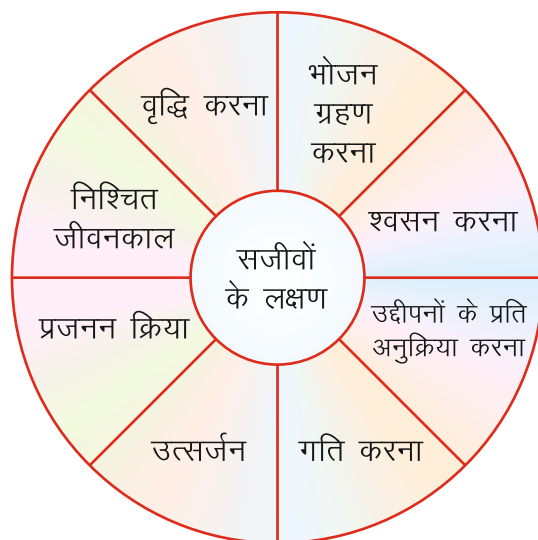 सजीवों
के लक्षण
भोजन
ग्रहण
करना
श्वसन करना
उद्दीपनों के प्रति
अनुक्रिया करना
गति करना
उत्सर्जन
प्रजनन क्रिया
निश्चित
जीवनकाल
वृद्धि करना